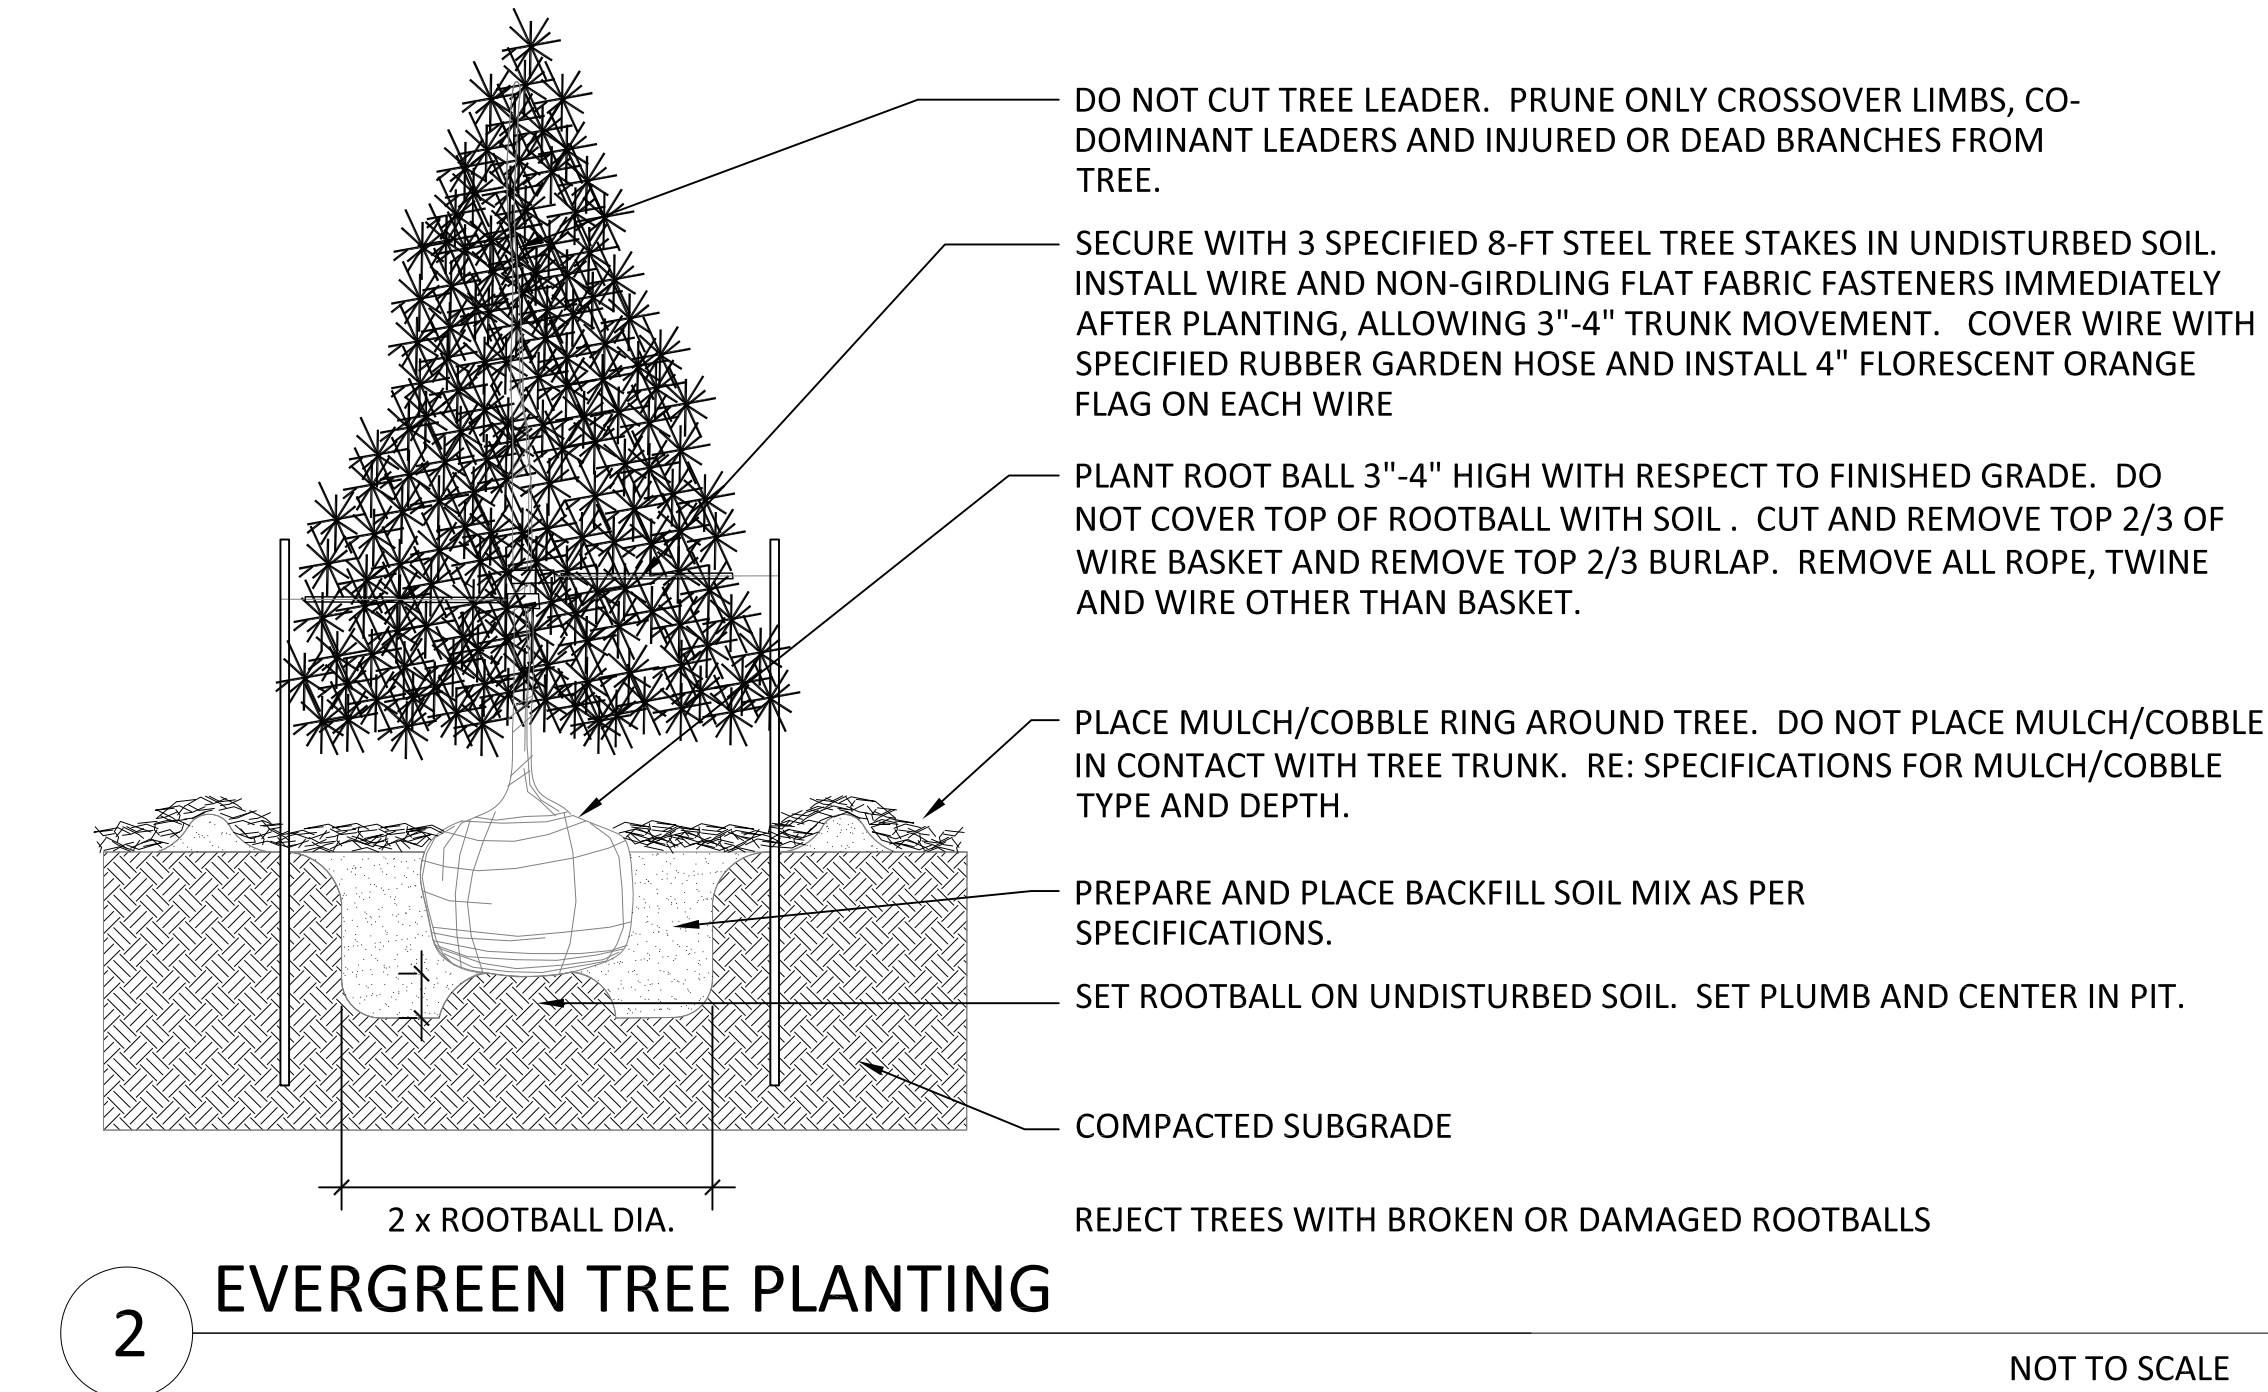 DO NOT CUT TREE LEADER.  PRUNE ONLY CROSSOVER LIMBS, CO-
DOMINANT LEADERS AND INJURED OR DEAD BRANCHES FROM
TREE.
SECURE WITH 3 SPECIFIED 8-FT STEEL TREE STAKES IN UNDISTURBED SOIL.
INSTALL WIRE AND NON-GIRDLING FLAT FABRIC FASTENERS IMMEDIATELY
AFTER PLANTING, ALLOWING 3"-4" TRUNK MOVEMENT.   COVER WIRE WITH
SPECIFIED RUBBER GARDEN HOSE AND INSTALL 4" FLORESCENT ORANGE
FLAG ON EACH WIRE
PLANT ROOT BALL 3"-4" HIGH WITH RESPECT TO FINISHED GRADE.  DO
NOT COVER TOP OF ROOTBALL WITH SOIL .  CUT AND REMOVE TOP 2/3 OF
WIRE BASKET AND REMOVE TOP 2/3 BURLAP.  REMOVE ALL ROPE, TWINE
AND WIRE OTHER THAN BASKET.
PLACE MULCH/COBBLE RING AROUND TREE.  DO NOT PLACE MULCH/COBBLE
IN CONTACT WITH TREE TRUNK.  RE: SPECIFICATIONS FOR MULCH/COBBLE
TYPE AND DEPTH.
PREPARE AND PLACE BACKFILL SOIL MIX AS PER
SPECIFICATIONS.
SET ROOTBALL ON UNDISTURBED SOIL.  SET PLUMB AND CENTER IN PIT.
COMPACTED SUBGRADE
2 x ROOTBALL DIA.
REJECT TREES WITH BROKEN OR DAMAGED ROOTBALLS
2
EVERGREEN TREE PLANTING
NOT TO SCALE